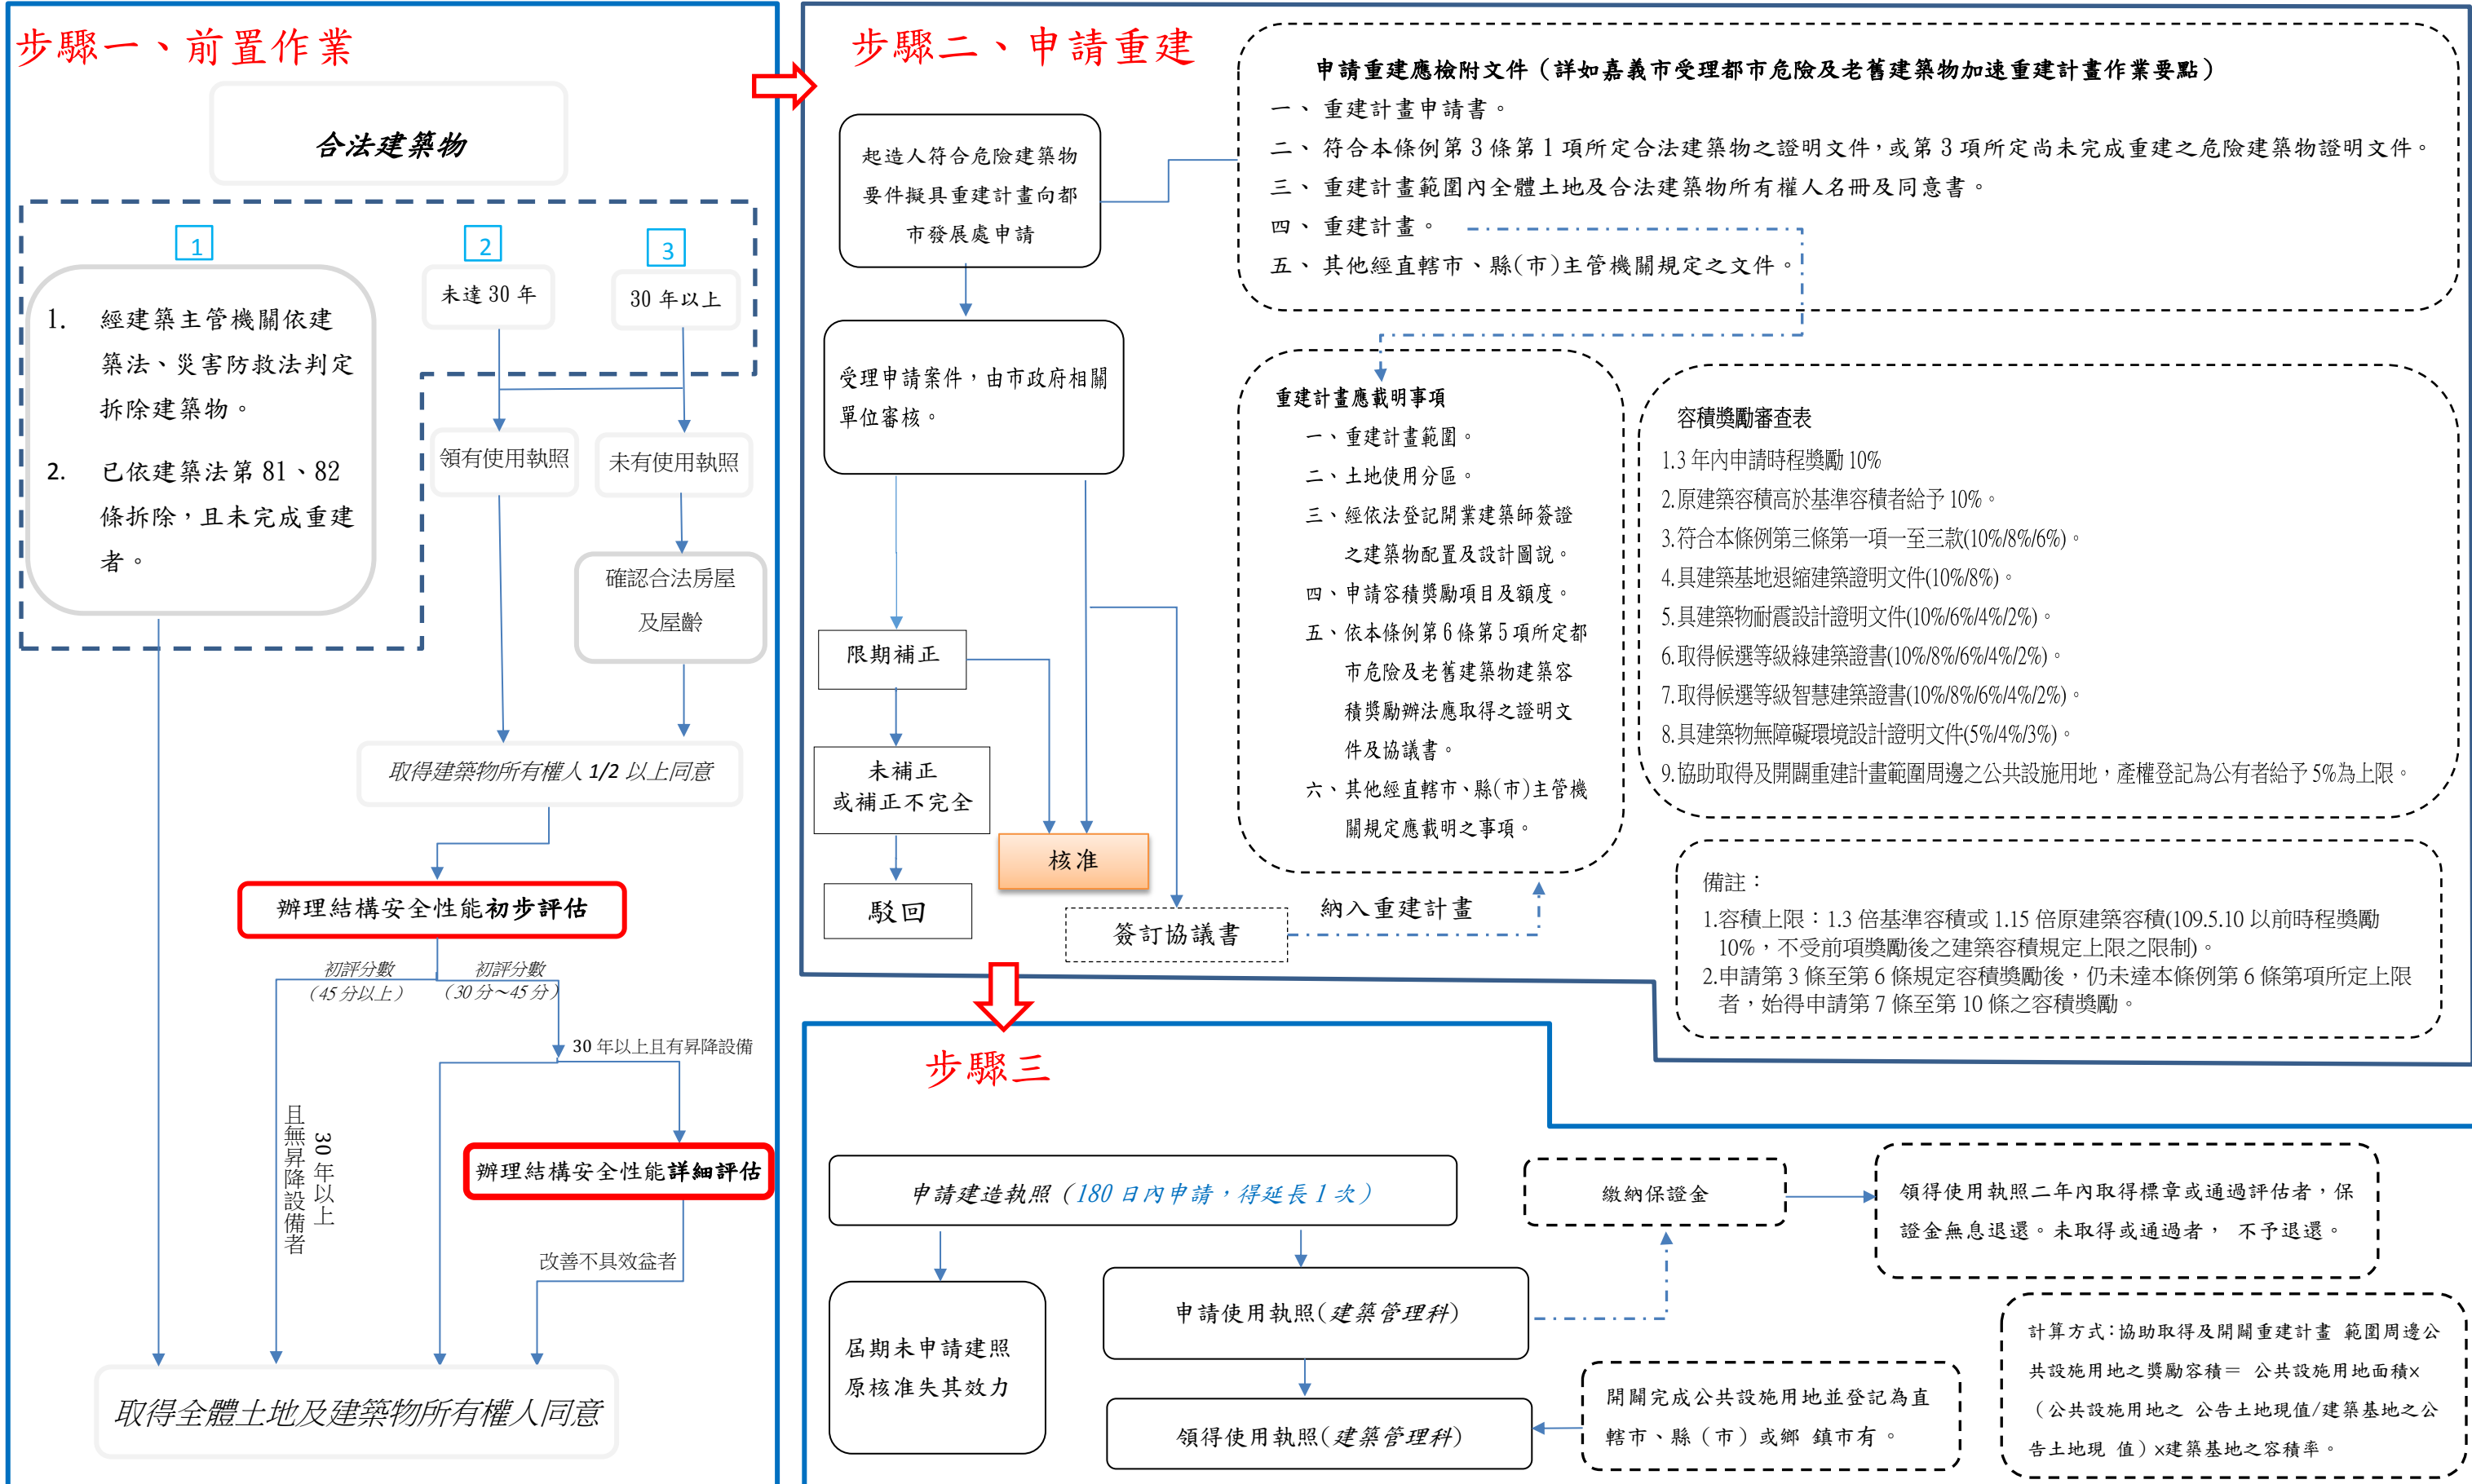 步驟一、前置作業
合法建築物
1
2
3
1. 經建築主管機關依建
築法、災害防救法判定
拆除建築物。
2. 已依建築法第 81、82
條拆除,且未完成重建
者。
未達 30 年
30 年以上
領有使用執照
未有使用執照
確認合法房屋
及屋齡
取得建築物所有權人 1/2 以上同意
辦理結構安全性能初步評估
初評分數
(45 分以上)
初評分數
(30 分~45 分)
30 年以上且有昇降設備
30 年以上
且無昇降設備者
辦理結構安全性能詳細評估
改善不具效益者
取得全體土地及建築物所有權人同意
步驟二、申請重建
起造人符合危險建築物
要件擬具重建計畫向都
市發展處申請
受理申請案件,由市政府相關
單位審核。
限期補正
未補正
或補正不完全
駁回
核准
簽訂協議書
納入重建計畫
申請重建應檢附文件(詳如嘉義市受理都市危險及老舊建築物加速重建計畫作業要點)
一、 重建計畫申請書。
二、 符合本條例第 3 條第 1 項所定合法建築物之證明文件,或第 3 項所定尚未完成重建之危險建築物證明文件。
三、 重建計畫範圍內全體土地及合法建築物所有權人名冊及同意書。
四、 重建計畫。
五、 其他經直轄市、縣(市)主管機關規定之文件。
重建計畫應載明事項
一、重建計畫範圍。
二、土地使用分區。
三、經依法登記開業建築師簽證
之建築物配置及設計圖說。
四、申請容積獎勵項目及額度。
五、依本條例第 6 條第 5 項所定都
市危險及老舊建築物建築容
積獎勵辦法應取得之證明文
件及協議書。
六、其他經直轄市、縣(市)主管機
關規定應載明之事項。
容積獎勵審查表
1.3 年內申請時程獎勵 10%
2.原建築容積高於基準容積者給予 10%。
3.符合本條例第三條第一項一至三款(10%/8%/6%)。
4.具建築基地退縮建築證明文件(10%/8%)。
5.具建築物耐震設計證明文件(10%/6%/4%/2%)。
6.取得候選等級綠建築證書(10%/8%/6%/4%/2%)。
7.取得候選等級智慧建築證書(10%/8%/6%/4%/2%)。
8.具建築物無障礙環境設計證明文件(5%/4%/3%)。
9.協助取得及開闢重建計畫範圍周邊之公共設施用地,產權登記為公有者給予 5%為上限。
備註:
1.容積上限:1.3 倍基準容積或 1.15 倍原建築容積(109.5.10 以前時程獎勵
10%,不受前項獎勵後之建築容積規定上限之限制)。
2.申請第 3 條至第 6 條規定容積獎勵後,仍未達本條例第 6 條第項所定上限
者,始得申請第 7 條至第 10 條之容積獎勵。
步驟三
申請建造執照(180 日內申請,得延長 1 次)
屆期未申請建照
原核准失其效力
申請使用執照(建築管理科)
領得使用執照(建築管理科)
繳納保證金
領得使用執照二年內取得標章或通過評估者,保
證金無息退還。未取得或通過者, 不予退還。
開闢完成公共設施用地並登記為直
轄市、縣(市)或鄉 鎮市有。
計算方式:協助取得及開闢重建計畫 範圍周邊公
共設施用地之獎勵容積= 公共設施用地面積×
(公共設施用地之 公告土地現值/建築基地之公
告土地現 值)×建築基地之容積率。